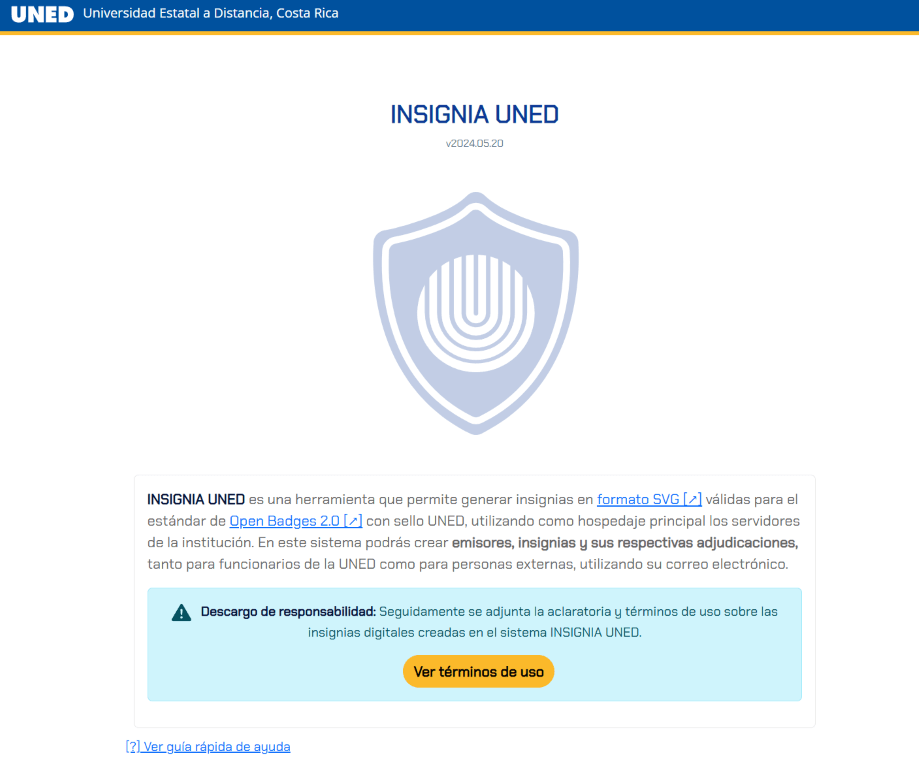 UNED Universidad Estatal a Distancia, Costa Rica
INSIGNIA UNED
v2024.05.20
INSIGNIA UNED es una herramienta que permite generar insignias en formato SVG [↗] válidas para el
estándar de Open Badges 2.0 [↗] con sello UNED, utilizando como hospedaje principal los servidores
de la institución. En este sistema podrás crear emisores, insignias y sus respectivas adjudicaciones,
tanto para funcionarios de la UNED como para personas externas, utilizando su correo electrónico.
Descargo de responsabilidad: Seguidamente se adjunta la aclaratoria y términos de uso sobre las
insignias digitales creadas en el sistema INSIGNIA UNED.
Ver términos de uso
[?] Ver guía rápida de ayuda